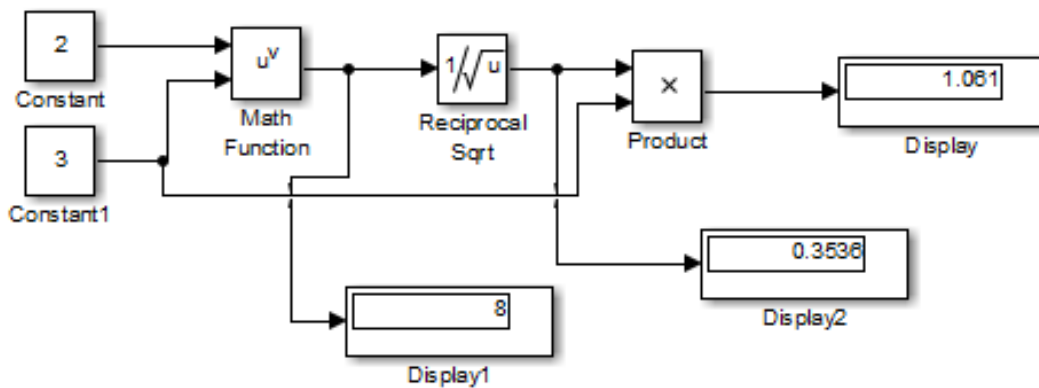 2
Constant
3
Constant1
u^v
Math
Function
1/√u
Reciprocal
Sqrt
×
Product
1.061
Display
0.3536
Display2
8
Display1